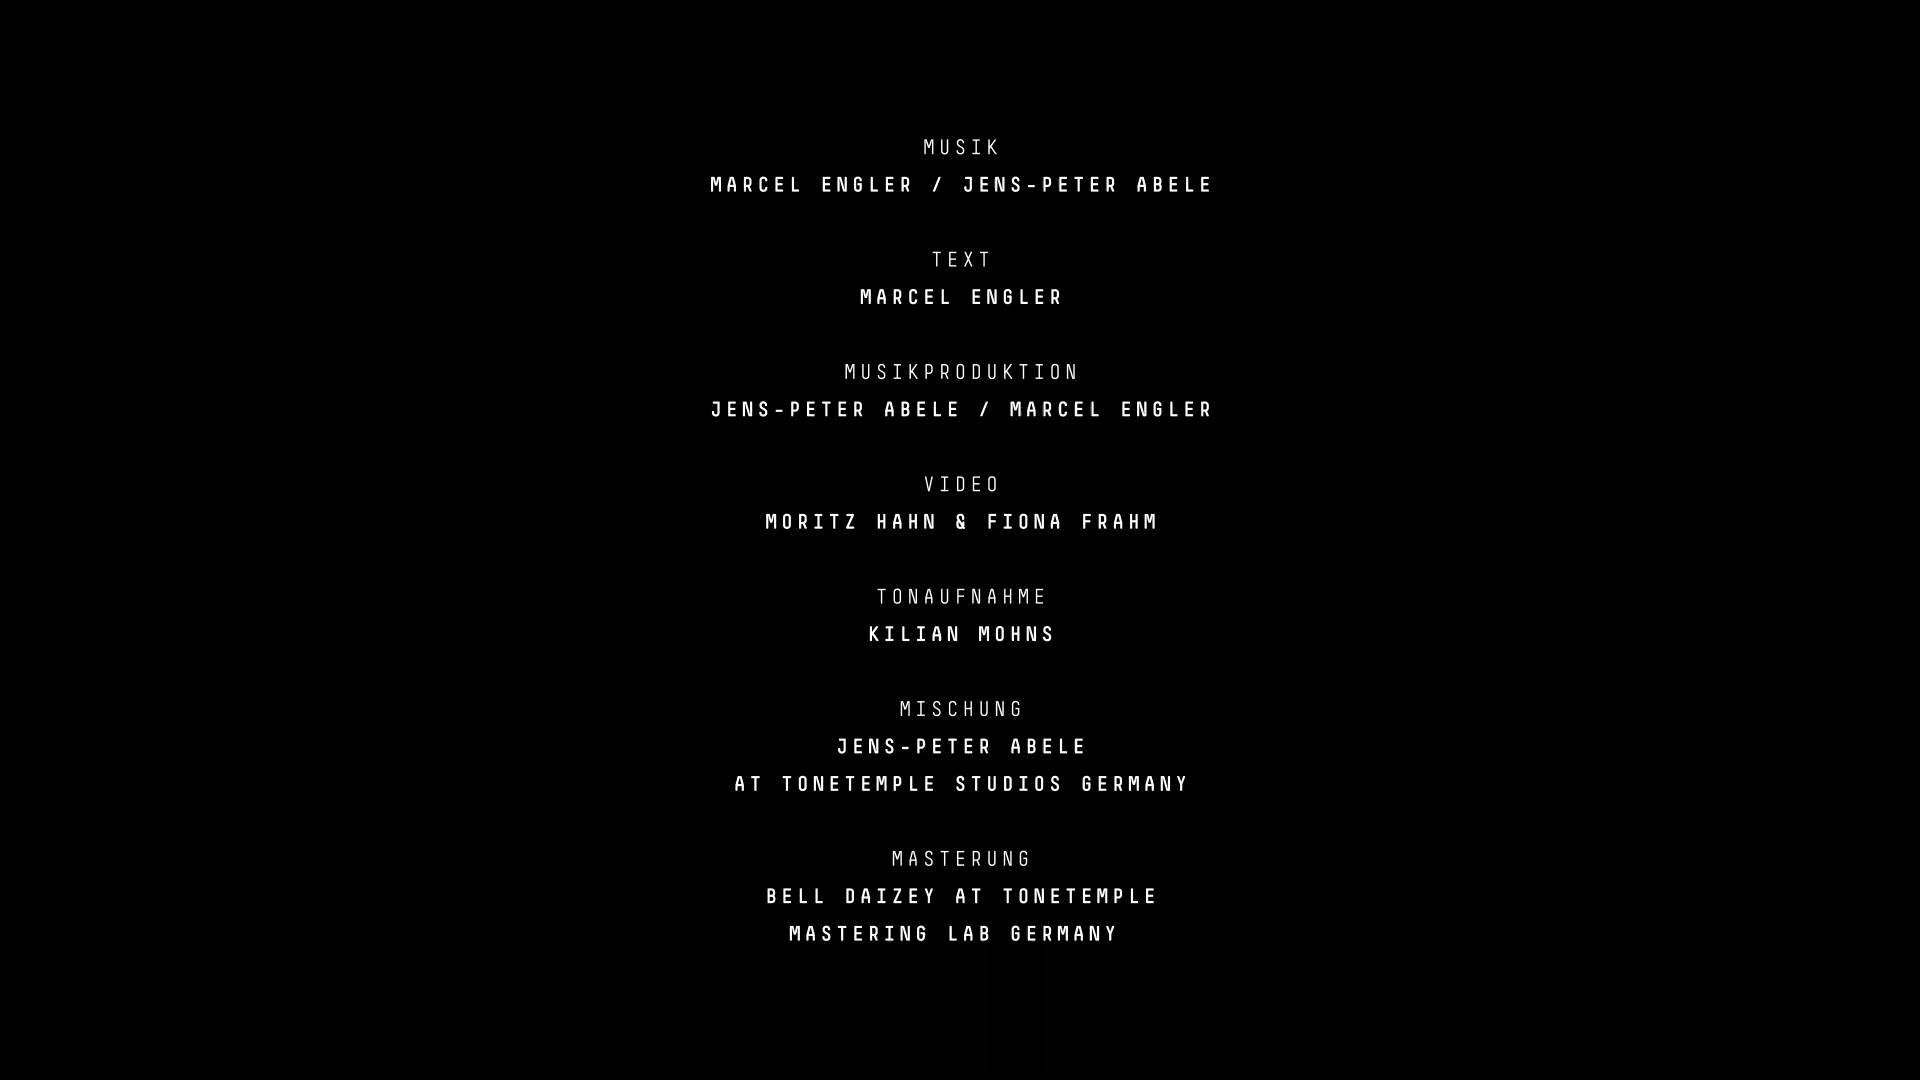 MUSIK
MARCEL ENGLER / JENS-PETER ABELE
TEXT
MARCEL ENGLER
MUSIKPRODUKTION
JENS-PETER ABELE / MARCEL ENGLER
VIDEO
MORITZ HAHN & FIONA FRAHM
TONAUFNAHME
KILIAN MOHNS
MISCHUNG
JENS-PETER ABELE
AT TONETEMPLE STUDIOS GERMANY
MASTERUNG
BELL DAIZEY AT TONETEMPLE
MASTERING LAB GERMANY